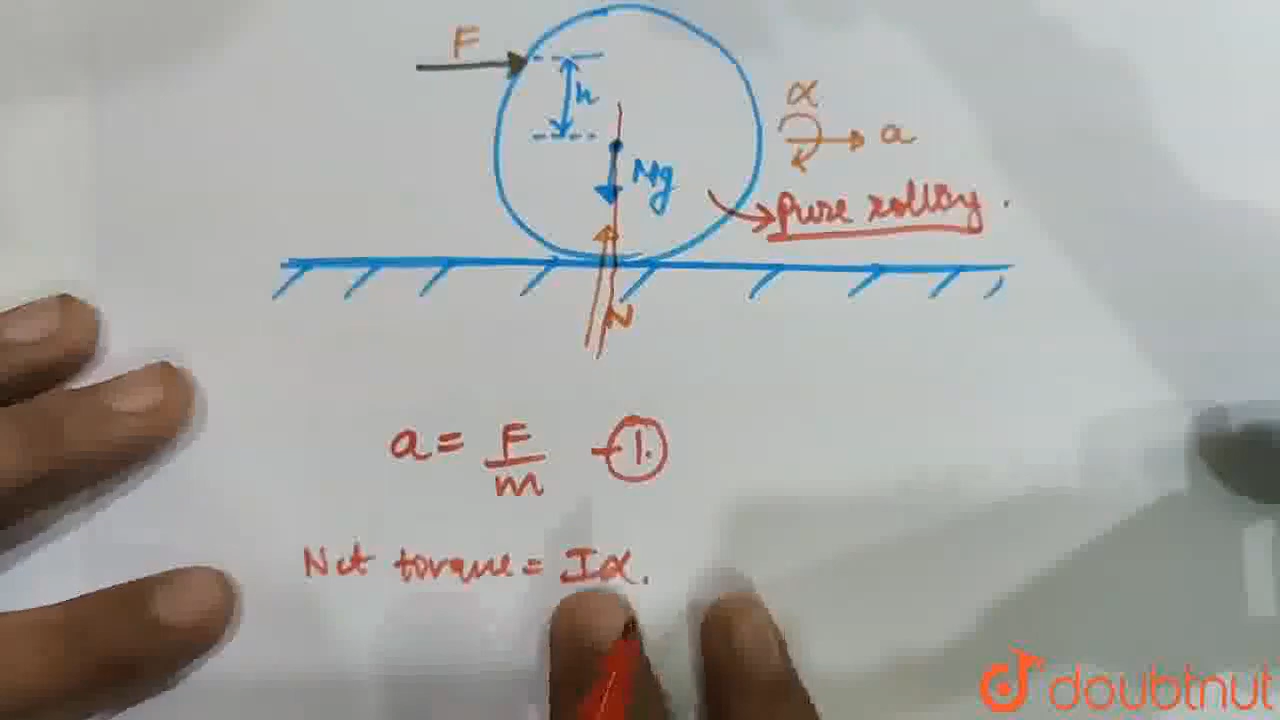 F
h
α
a
Mg
pure rolling.
N
a = F/m - 1.
Net torque = Iα.
doubtnut